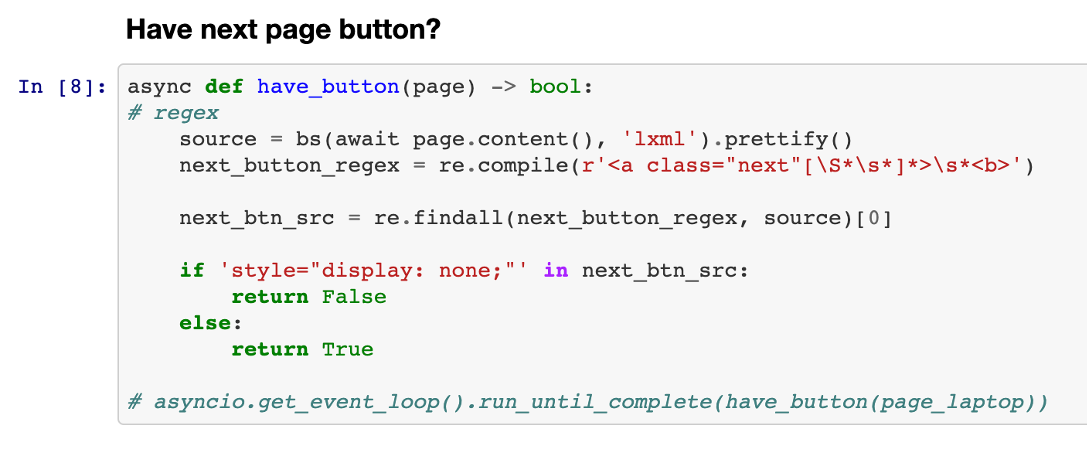 Have next page button?
In [8]: async def have_button(page) -> bool:
# regex
    source = bs(await page.content(), 'lxml').prettify()
    next_button_regex = re.compile(r'<a class="next"[\S*\s*]*>\s*<b>')

    next_btn_src = re.findall(next_button_regex, source)[0]

    if 'style="display: none;"' in next_btn_src:
        return False
    else:
        return True

# asyncio.get_event_loop().run_until_complete(have_button(page_laptop))